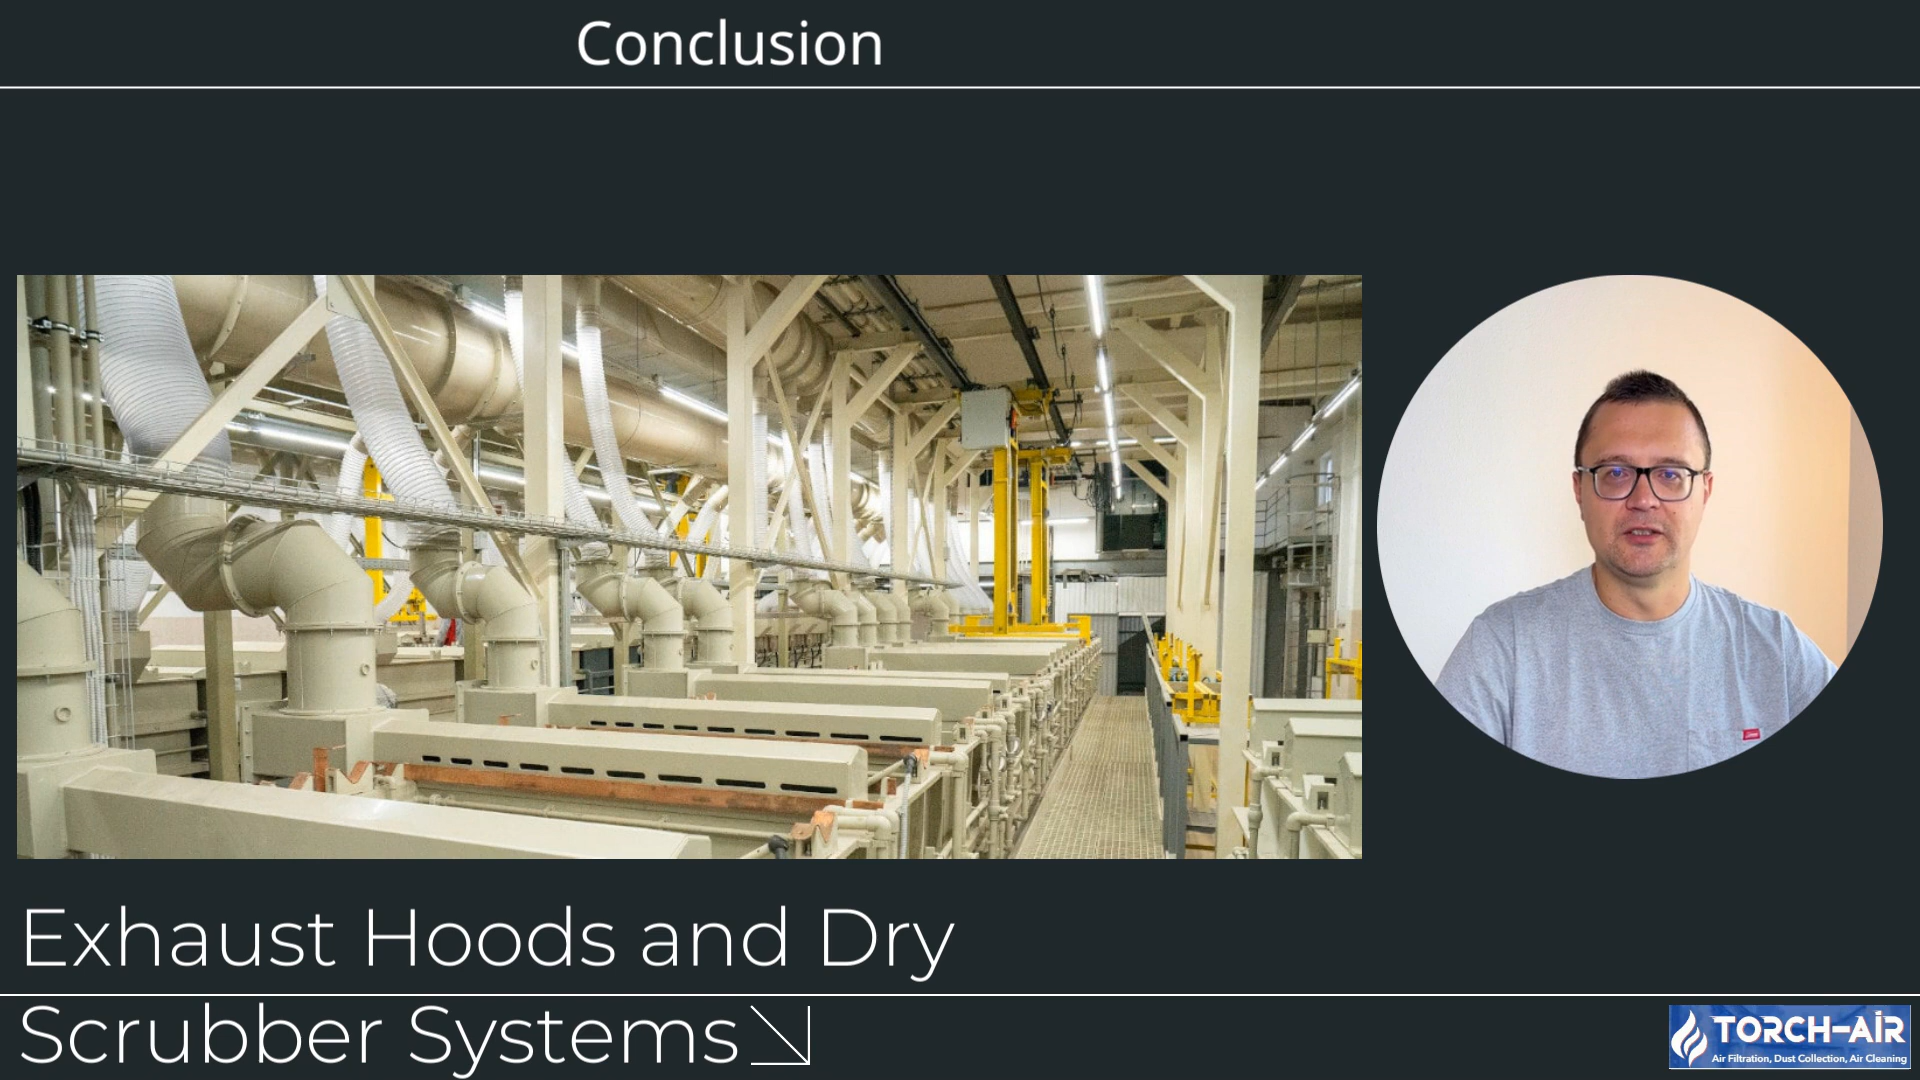 Conclusion
Exhaust Hoods and Dry
Scrubber Systems
TORCH-AiR
Air Filtration, Dust Collection, Air Cleaning